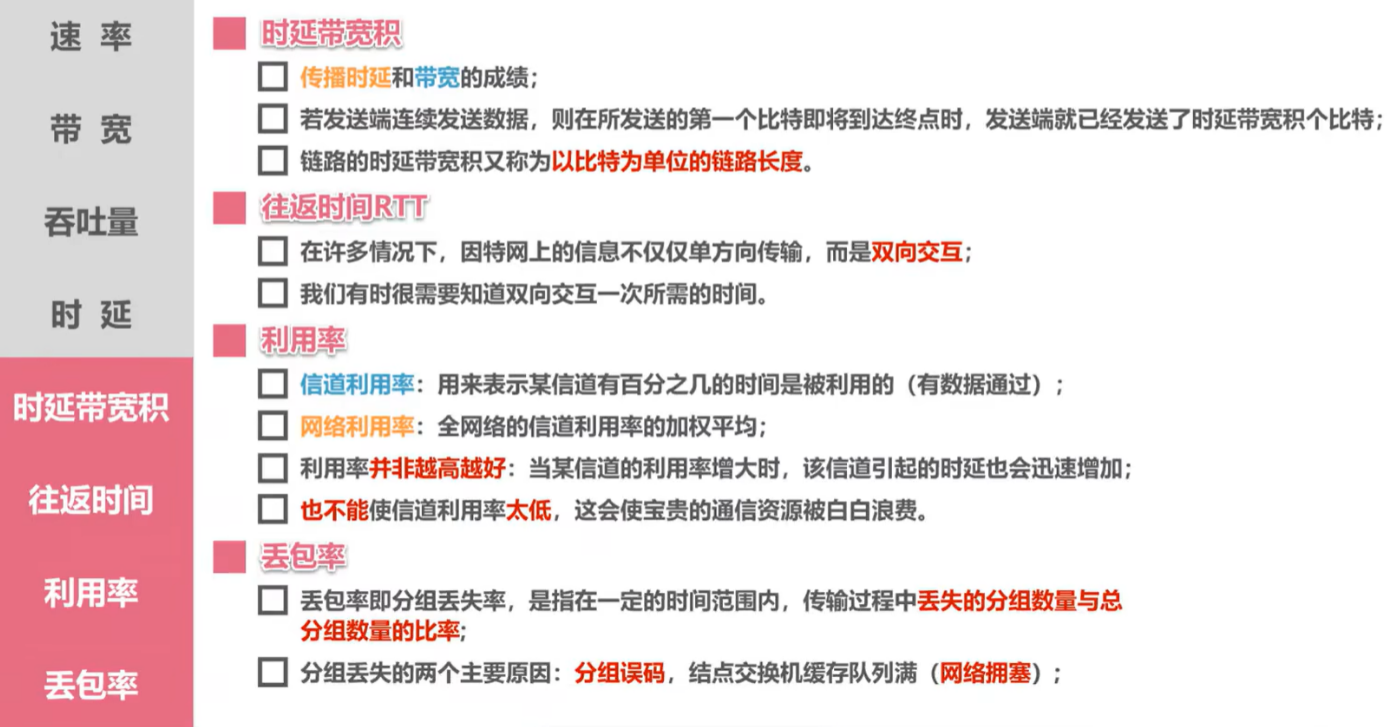 速 率
带 宽
吞吐量
时 延
时延带宽积
往返时间
利用率
丢包率
时延带宽积
传播时延和带宽的成绩；
若发送端连续发送数据，则在所发送的第一个比特即将到达终点时，发送端就已经发送了时延带宽积个比特；
链路的时延带宽积又称为以比特为单位的链路长度。
往返时间RTT
在许多情况下，因特网上的信息不仅仅单方向传输，而是双向交互；
我们有时很需要知道双向交互一次所需的时间。
利用率
信道利用率：用来表示某信道有百分之几的时间是被利用的（有数据通过）；
网络利用率：全网络的信道利用率的加权平均；
利用率并非越高越好：当某信道的利用率增大时，该信道引起的时延也会迅速增加；
也不能使信道利用率太低，这会使宝贵的通信资源被白白浪费。
丢包率
丢包率即分组丢失率，是指在一定的时间范围内，传输过程中丢失的分组数量与总
分组数量的比率；
分组丢失的两个主要原因：分组误码，结点交换机缓存队列满（网络拥塞）；